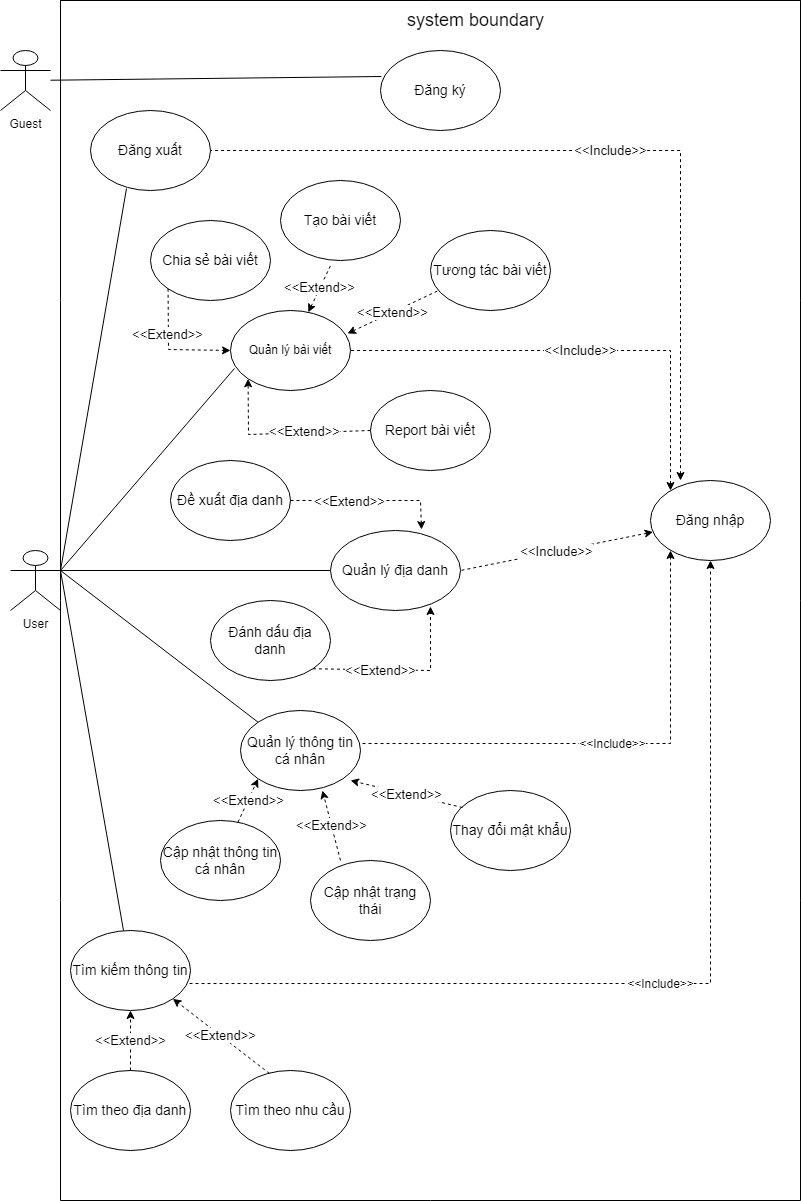 system boundary
Guest
Đăng ký
Đăng xuất
<<Include>>
Tạo bài viết
Chia sẻ bài viết
Tương tác bài viết
<<Extend>>
<<Extend>>
<<Extend>>
Quản lý bài viết
<<Include>>
<<Extend>>
Report bài viết
Đề xuất địa danh
<<Extend>>
Đăng nhập
<<Include>>
Quản lý địa danh
User
Đánh dấu địa
danh
<<Extend>>
Quản lý thông tin
cá nhân
<<Include>>
<<Extend>>
<<Extend>>
<<Extend>>
Thay đổi mật khẩu
Cập nhật thông tin
cá nhân
Cập nhật trạng
thái
Tìm kiếm thông tin
<<Include>>
<<Extend>>
<<Extend>>
Tìm theo địa danh
Tìm theo nhu cầu